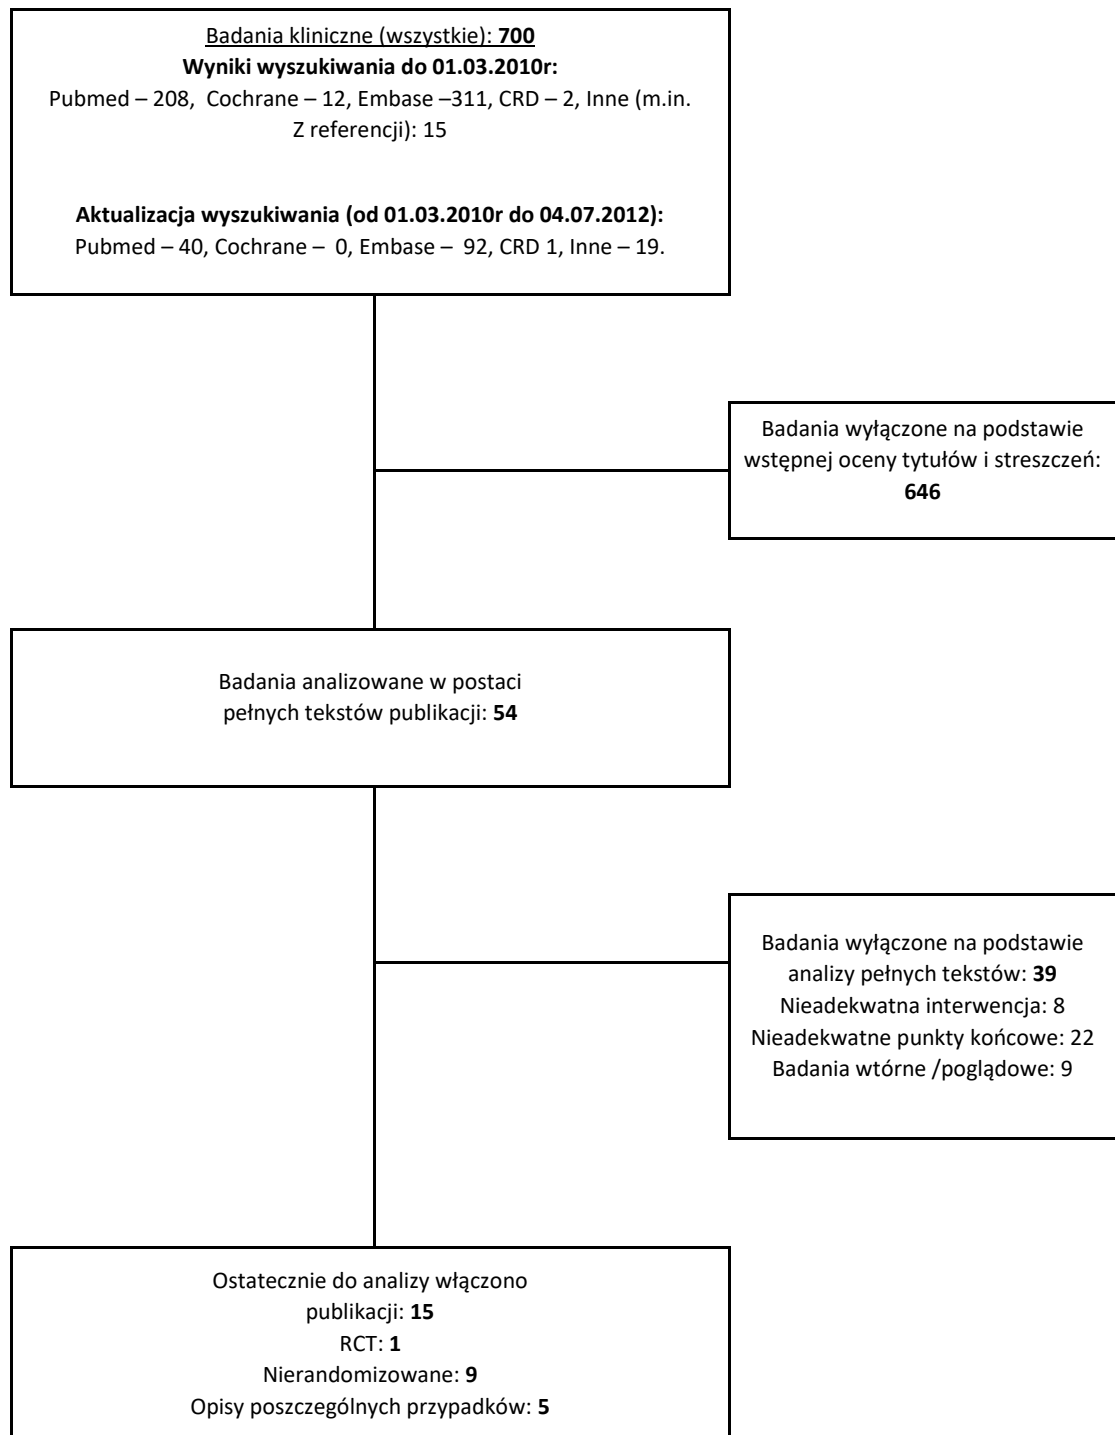 Badania kliniczne (wszystkie): 700
Wyniki wyszukiwania do 01.03.2010r:
Pubmed – 208, Cochrane – 12, Embase –311, CRD – 2, Inne (m.in.
Z referencji): 15
Aktualizacja wyszukiwania (od 01.03.2010r do 04.07.2012):
Pubmed – 40, Cochrane – 0, Embase – 92, CRD 1, Inne – 19.
Badania wyłączone na podstawie
wstępnej oceny tytułów i streszczeń:
646
Badania analizowane w postaci
pełnych tekstów publikacji: 54
Badania wyłączone na podstawie
analizy pełnych tekstów: 39
Nieadekwatna interwencja: 8
Nieadekwatne punkty końcowe: 22
Badania wtórne /poglądowe: 9
Ostatecznie do analizy włączono
publikacji: 15
RCT: 1
Nierandomizowane: 9
Opisy poszczególnych przypadków: 5